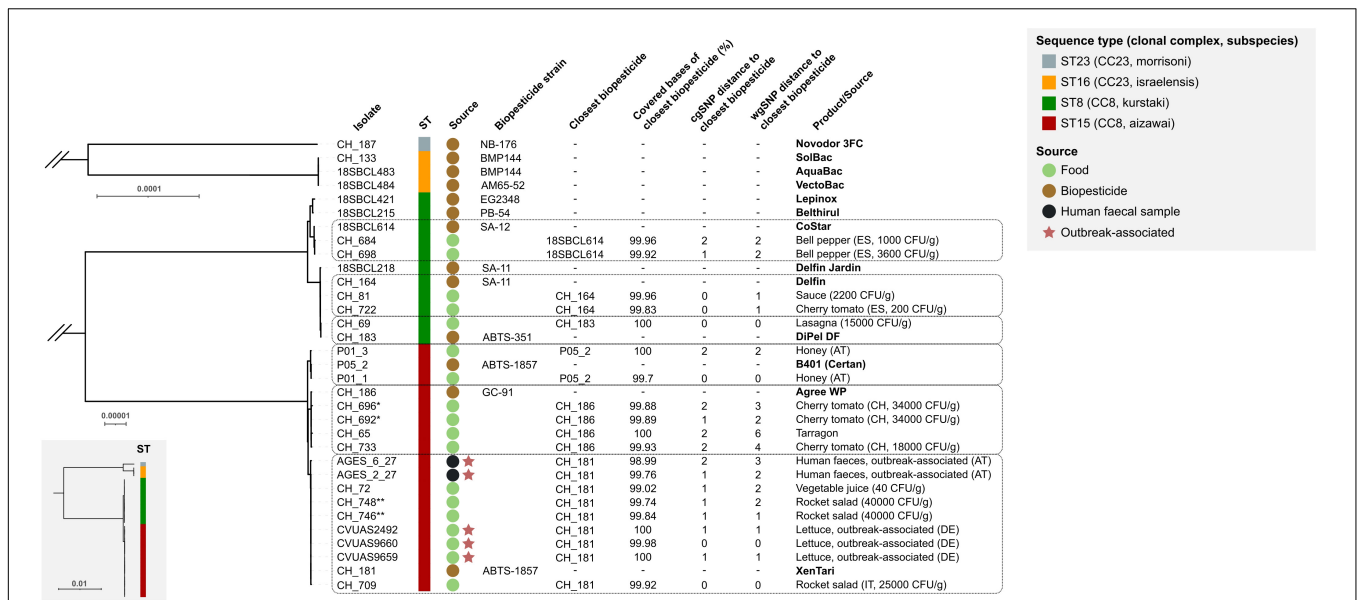 Isolate ST Source Biopesticide strain Closest biopesticide Covered bases of closest biopesticide (%) cgSNP distance to closest biopesticide wgSNP distance to closest biopesticide Product/Source
CH_187 NB-176 - - - - Novodor 3FC
CH_133 BMP144 - - - - SolBac
18SBCL483 BMP144 - - - - AquaBac
18SBCL484 AM65-52 - - - - VectoBac
0.0001
18SBCL421 EG2348 - - - - Lepinox
18SBCL215 PB-54 - - - - Belthirul
18SBCL614 SA-12 - - - - CoStar
CH_684 18SBCL614 99.96 2 2 Bell pepper (ES, 1000 CFU/g)
CH_698 18SBCL614 99.92 1 2 Bell pepper (ES, 3600 CFU/g)
18SBCL218 SA-11 - - - - Delfin Jardin
CH_164 SA-11 - - - - Delfin
CH_81 CH_164 99.96 0 1 Sauce (2200 CFU/g)
CH_722 CH_164 99.83 0 1 Cherry tomato (ES, 200 CFU/g)
CH_69 CH_183 100 0 0 Lasagna (15000 CFU/g)
CH_183 ABTS-351 - - - - DiPel DF
P01_3 P05_2 100 2 2 Honey (AT)
P05_2 ABTS-1857 - - - - B401 (Certan)
P01_1 P05_2 99.7 0 0 Honey (AT)
CH_186 GC-91 - - - - Agree WP
CH_696* CH_186 99.88 2 3 Cherry tomato (CH, 34000 CFU/g)
CH_692* CH_186 99.89 1 2 Cherry tomato (CH, 34000 CFU/g)
0.00001
CH_65 CH_186 100 2 6 Tarragon
CH_733 CH_186 99.93 2 4 Cherry tomato (CH, 18000 CFU/g)
AGES_6_27 CH_181 98.99 2 3 Human faeces, outbreak-associated (AT)
AGES_2_27 CH_181 99.76 1 2 Human faeces, outbreak-associated (AT)
CH_72 CH_181 99.02 1 2 Vegetable juice (40 CFU/g)
CH_748** CH_181 99.74 1 2 Rocket salad (40000 CFU/g)
CH_746** CH_181 99.84 1 1 Rocket salad (40000 CFU/g)
CVUAS2492 CH_181 100 1 1 Lettuce, outbreak-associated (DE)
CVUAS9660 CH_181 99.98 0 0 Lettuce, outbreak-associated (DE)
CVUAS9659 CH_181 100 1 1 Lettuce, outbreak-associated (DE)
CH_181 ABTS-1857 - - - - XenTari
CH_709 CH_181 99.92 0 0 Rocket salad (IT, 25000 CFU/g)
ST
0.01
Sequence type (clonal complex, subspecies)
ST23 (CC23, morrisoni)
ST16 (CC23, israelensis)
ST8 (CC8, kurstaki)
ST15 (CC8, aizawai)
Source
Food
Biopesticide
Human faecal sample
Outbreak-associated